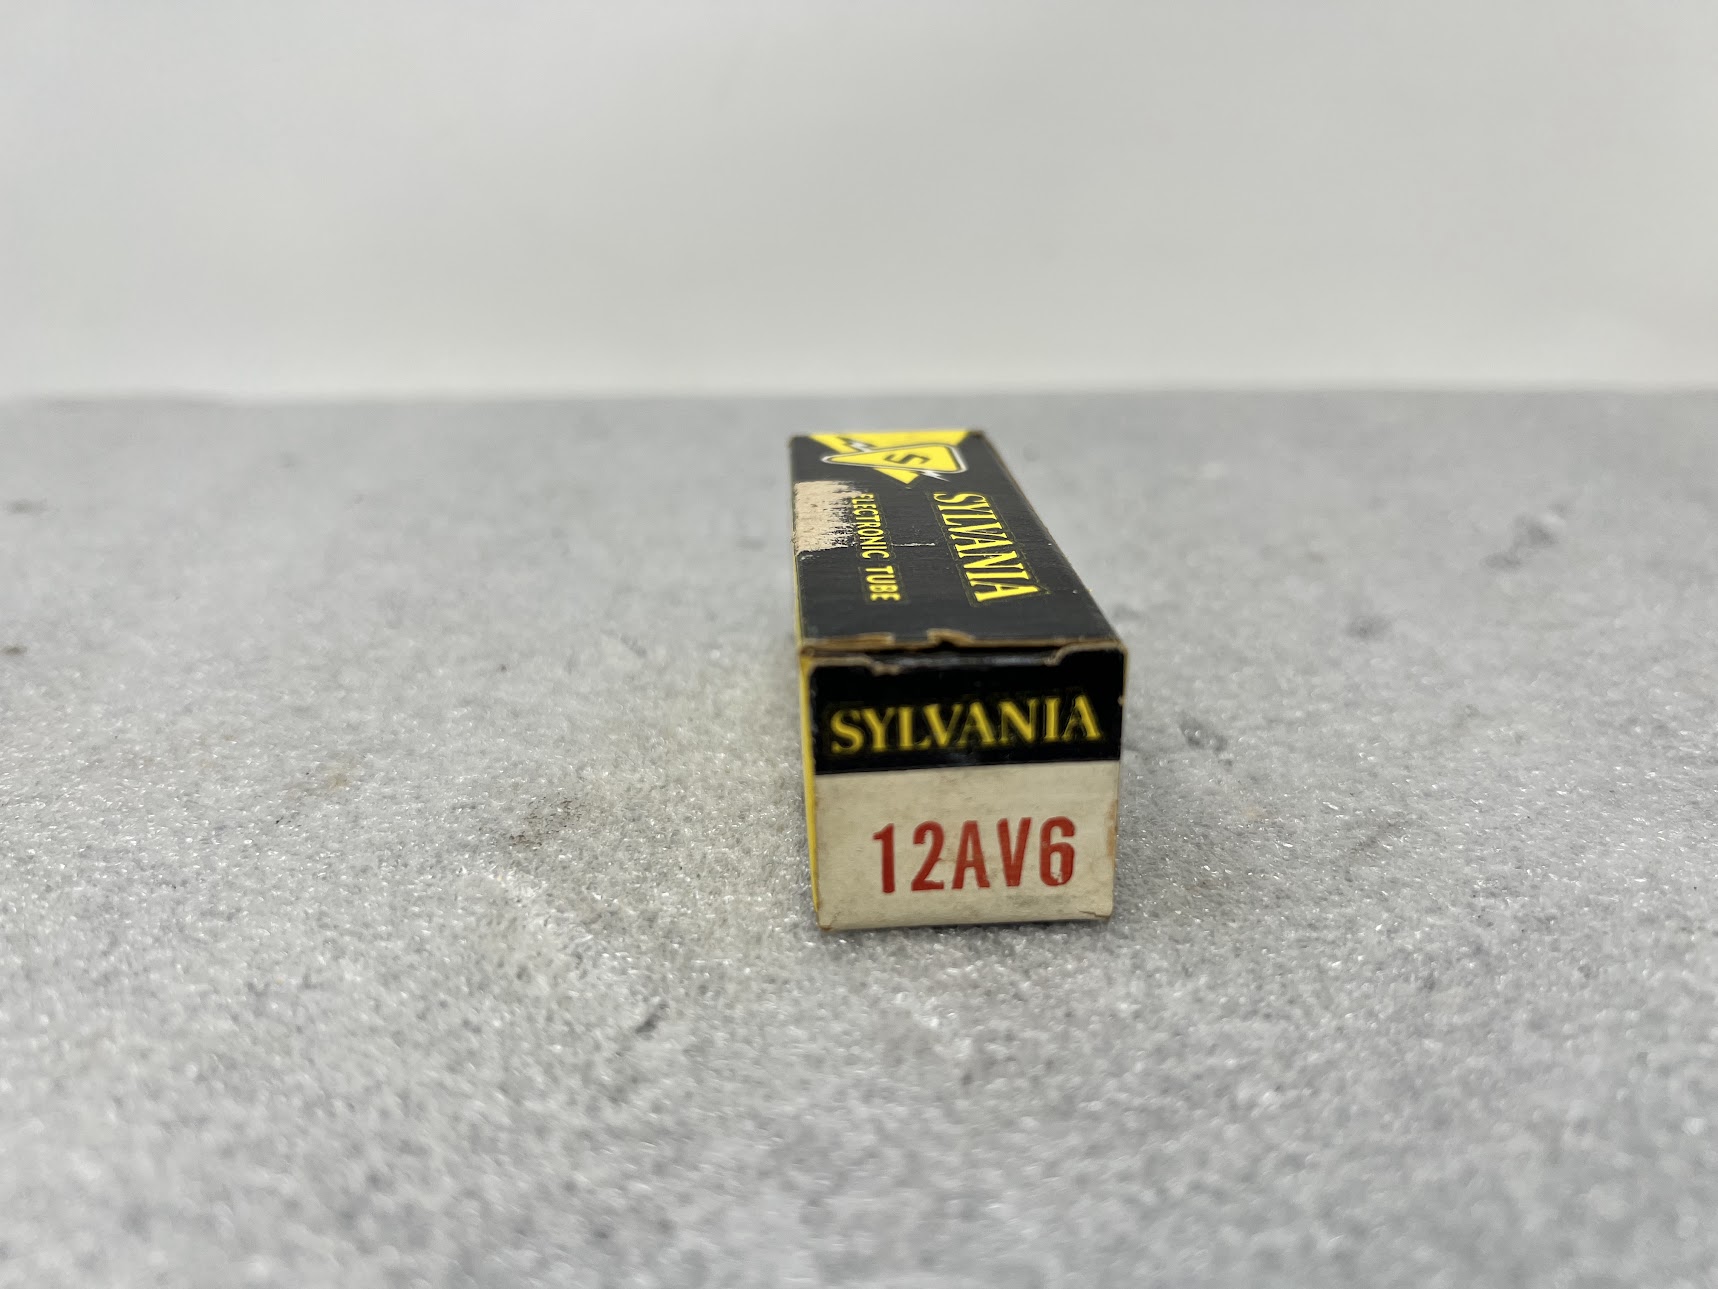 S
SYLVANIA
ELECTRONIC TUBE
SYLVANIA
12AV6